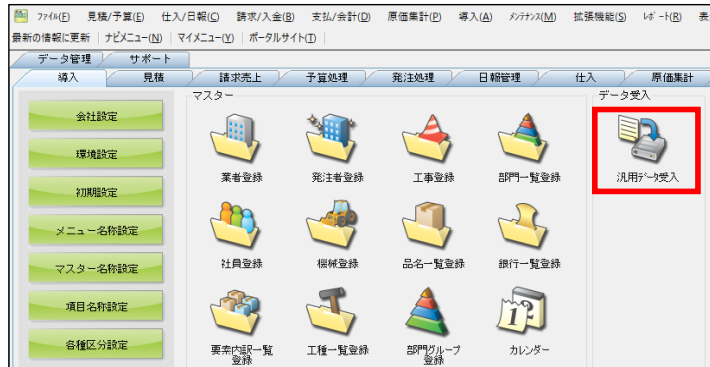 ファイル(F) 見積/予算(E) 仕入/日報(C) 請求/入金(B) 支払/会計(D) 原価集計(P) 導入(A) メンテナンス(M) 拡張機能(S) レポート(R) 表
最新の情報に更新 ナビメニュー(N) マイメニュー(Y) ポータルサイト(T)
データ管理 サポート
導入 見積 請求売上 予算処理 発注処理 日報管理 仕入 原価集計
マスター
データ受入
会社設定
環境設定
初期設定
メニュー名称設定
マスター名称設定
項目名称設定
各種区分設定
業者登録 発注者登録 工事登録 部門一覧登録 汎用データ受入
社員登録 機械登録 品名一覧登録 銀行一覧登録
12
要素内訳一覧
登録
工種一覧登録
部門グループ
登録
カレンダー